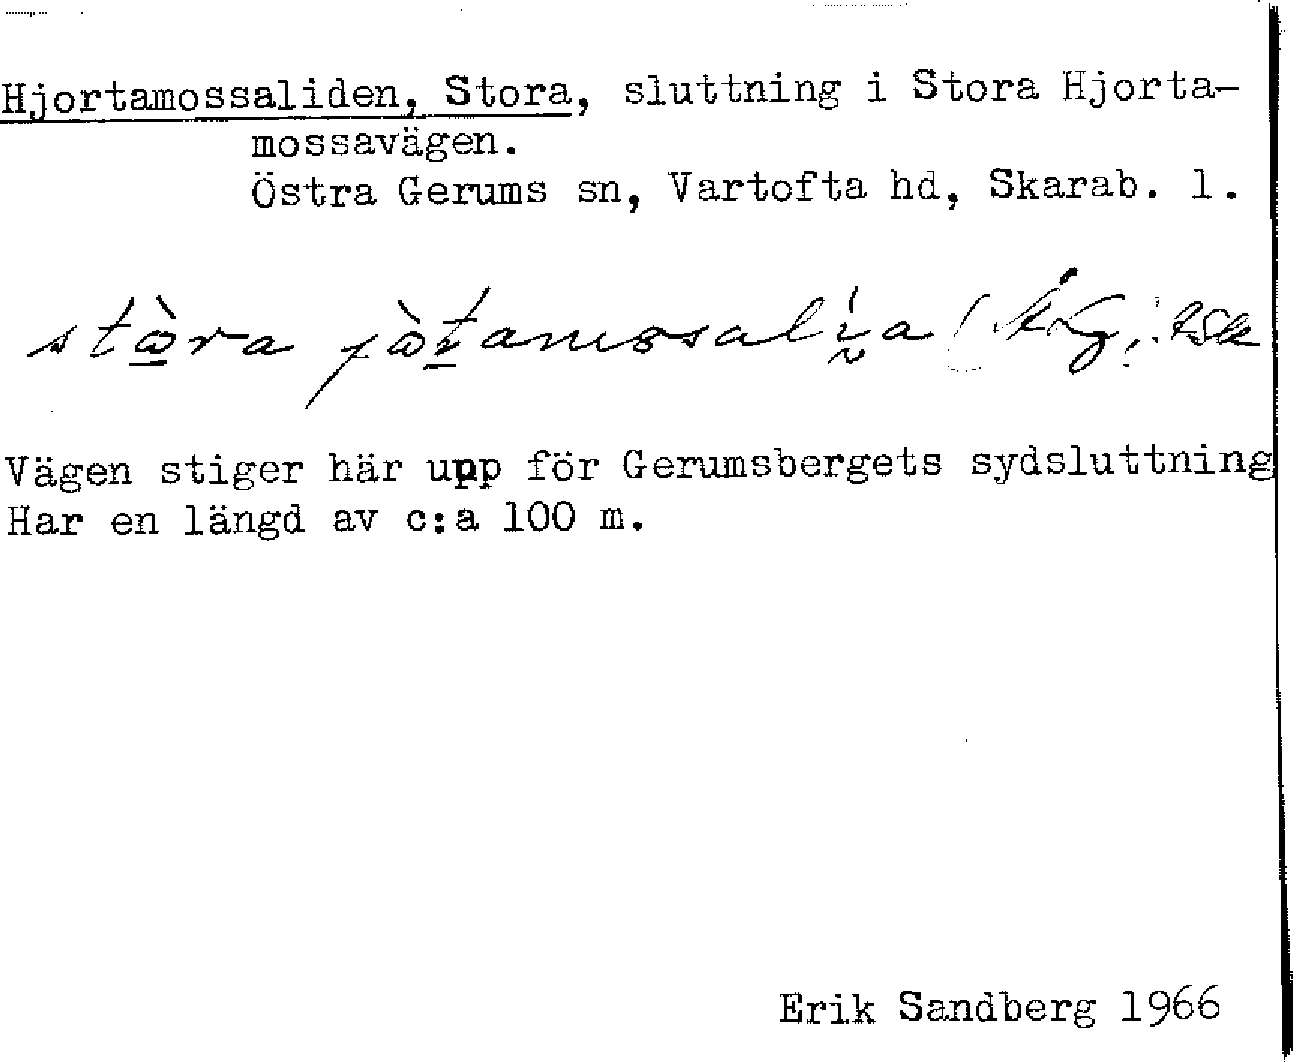 Hjortamossaliden, Stora, sluttning i Stora Hjorta-
mossavägen.
Östra Gerums sn, Vartofta hd, Skarab. l.
stòra
Vägen stiger här upp för Gerumsbergets sydsluttning
Har en längd av c:a 100 m.
Erik Sandberg 1966